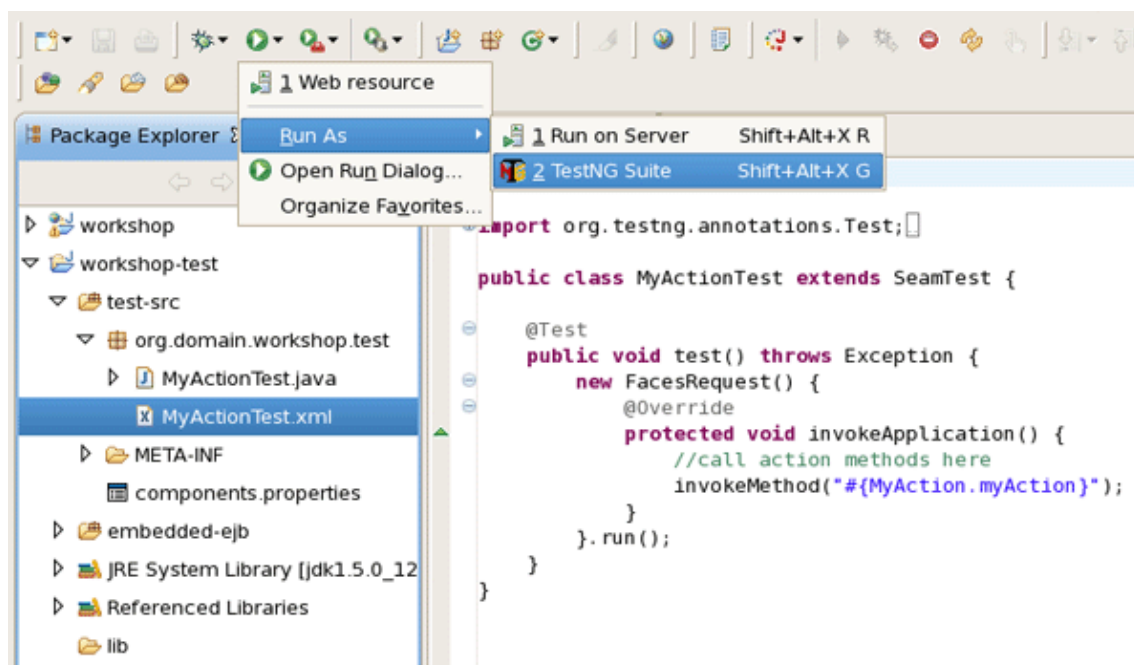 1 Web resource
Package Explorer
Run As
1 Run on Server Shift+Alt+X R
Open Run Dialog...
2 TestNG Suite Shift+Alt+X G
Organize Favorites...
workshop
workshop-test
test-src
org.domain.workshop.test
MyActionTest.java
MyActionTest.xml
META-INF
components.properties
embedded-ejb
JRE System Library [jdk1.5.0_12
Referenced Libraries
lib
import org.testng.annotations.Test;
public class MyActionTest extends SeamTest {
@Test
public void test() throws Exception {
new FacesRequest() {
@Override
protected void invokeApplication() {
//call action methods here
invokeMethod("#{MyAction.myAction}");
}
}.run();
}
}